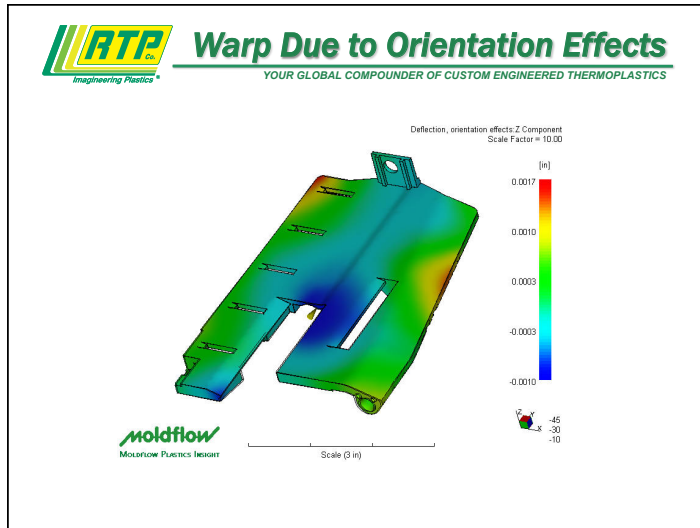 RTP
Co.
Imagineering Plastics®
Warp Due to Orientation Effects
YOUR GLOBAL COMPOUNDER OF CUSTOM ENGINEERED THERMOPLASTICS
Deflection, orientation effects:Z Component
Scale Factor = 10.00
[in]
0.0017
0.0010
0.0003
-0.0003
-0.0010
Z Y X
-45
-30
-10
moldflow
MOLDFLOW PLASTICS INSIGHT
Scale (3 in)